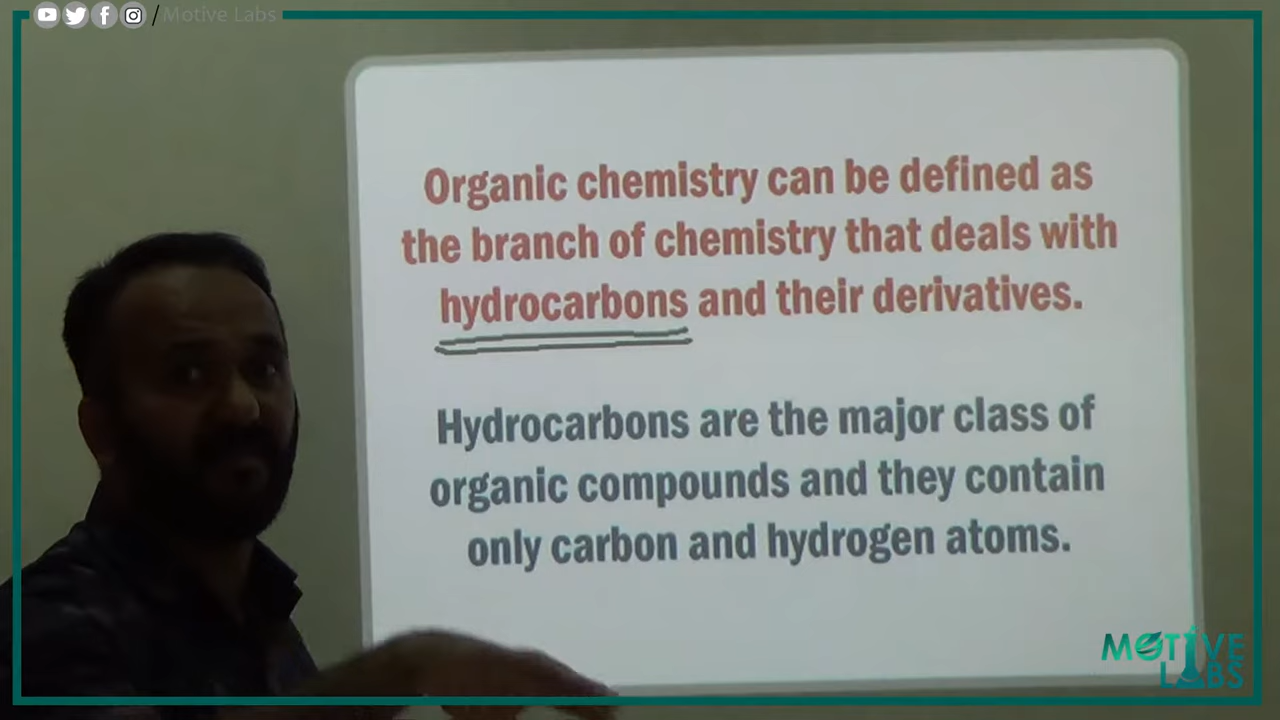 /Motive Labs
Organic chemistry can be defined as
the branch of chemistry that deals with
hydrocarbons and their derivatives.
Hydrocarbons are the major class of
organic compounds and they contain
only carbon and hydrogen atoms.
MOTIVE
LABS